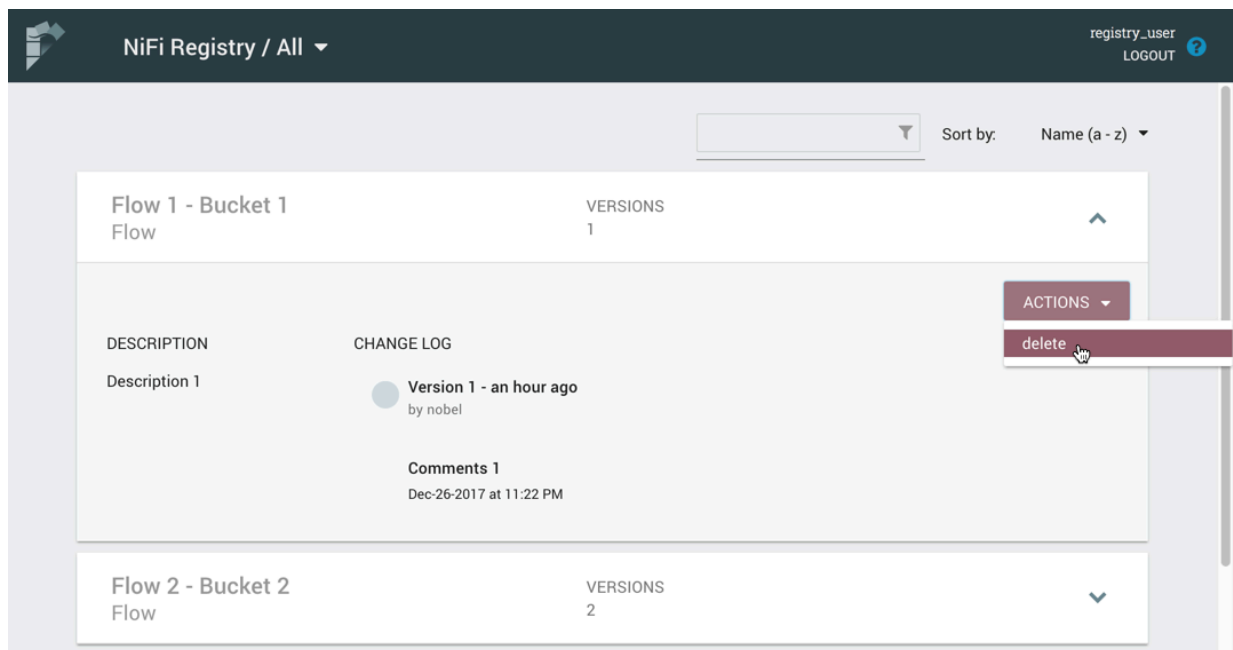 NiFi Registry / All
registry_user
LOGOUT
Sort by:
Name (a - z)
Flow 1 - Bucket 1
Flow
VERSIONS
1
ACTIONS
delete
DESCRIPTION
Description 1
CHANGE LOG
Version 1 - an hour ago
by nobel
Comments 1
Dec-26-2017 at 11:22 PM
Flow 2 - Bucket 2
Flow
VERSIONS
2